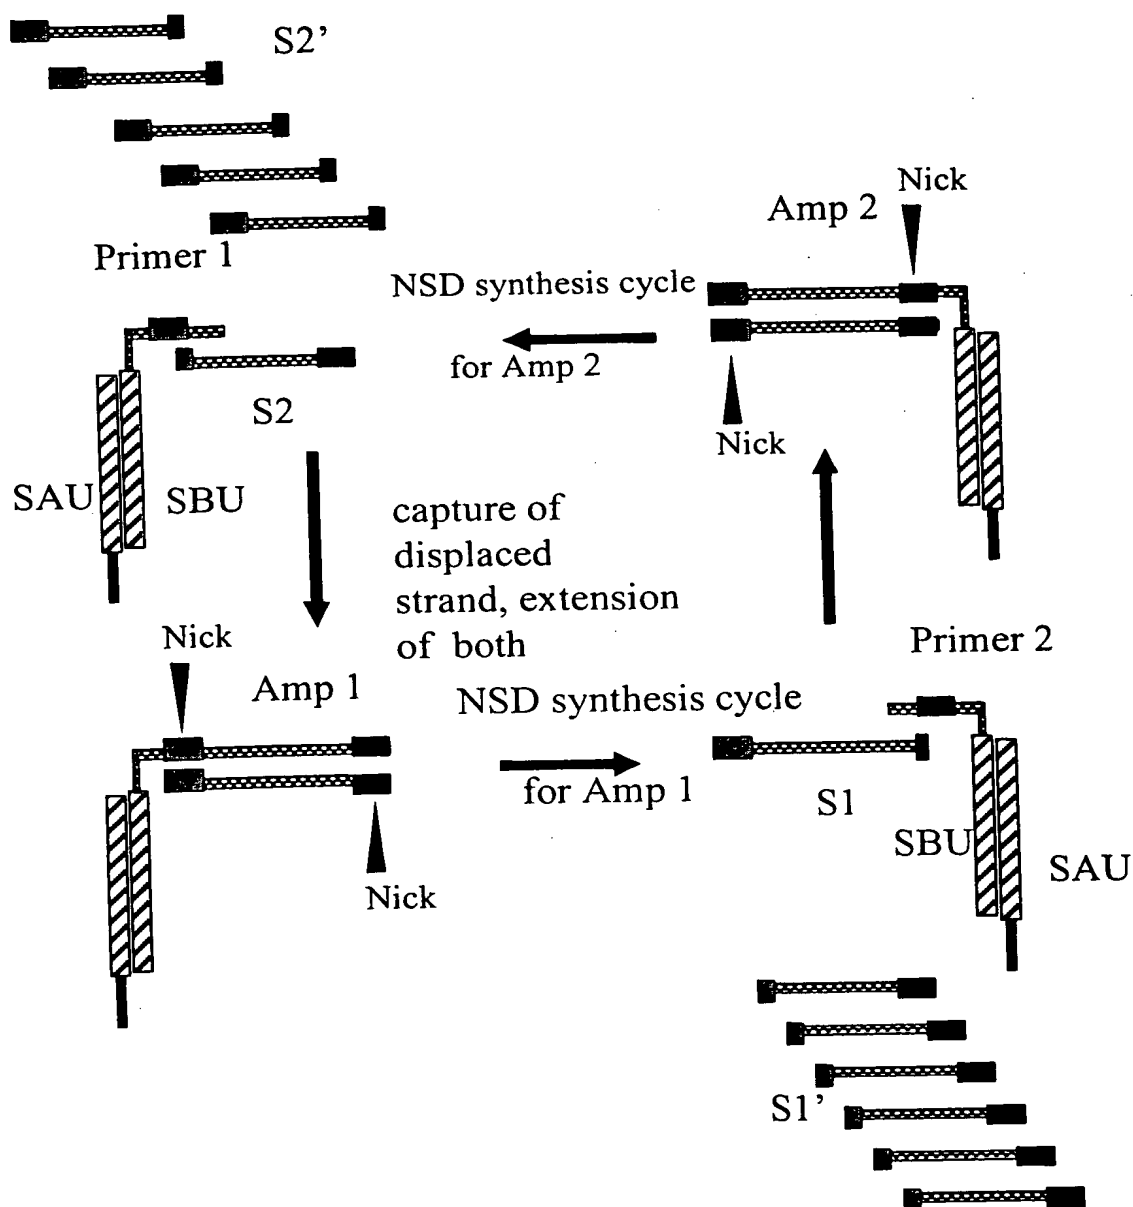 S2’
Nick
Amp 2
Primer 1
NSD synthesis cycle
for Amp 2
Nick
S2
SAU
SBU
capture of
displaced
strand, extension
of both
Nick
Primer 2
Amp 1
NSD synthesis cycle
for Amp 1
S1
SBU
SAU
Nick
S1’